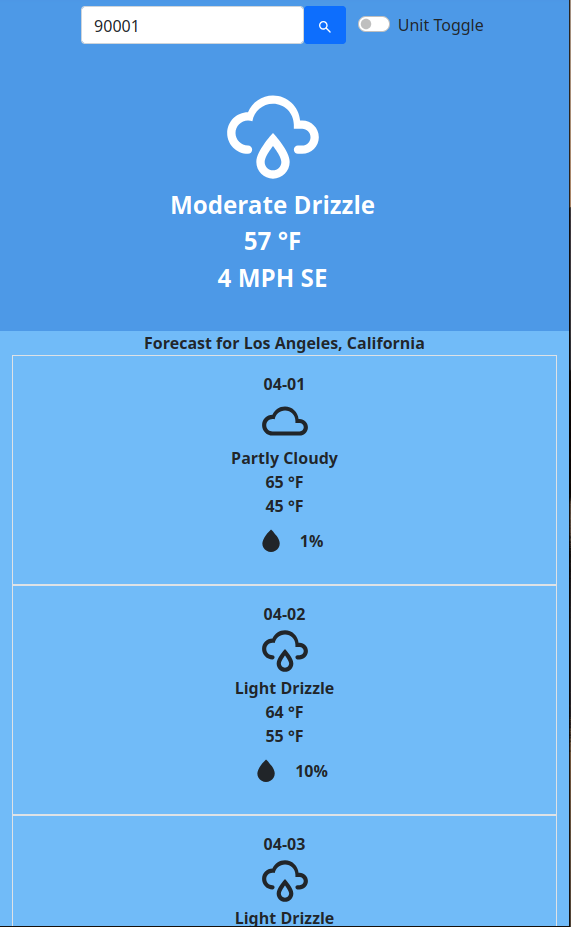 90001
Unit Toggle
Moderate Drizzle
57 °F
4 MPH SE
Forecast for Los Angeles, California
04-01
Partly Cloudy
65 °F
45 °F
1%
04-02
Light Drizzle
64 °F
55 °F
10%
04-03
Light Drizzle